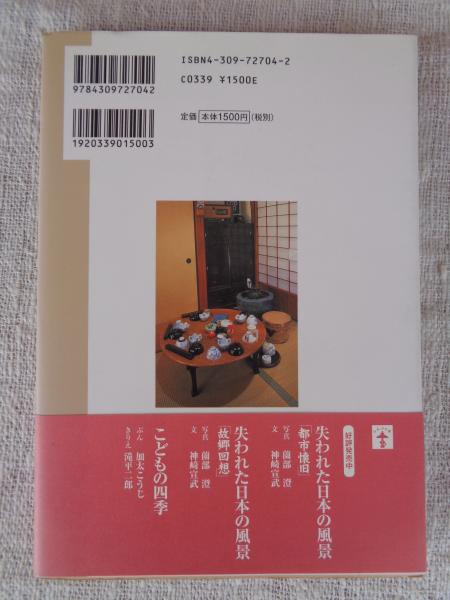 ISBN4-309-72704-2
C0339 ¥1500E
定価 本体1500円(税別)
9784309727042
1920339015003
好評発売中
失われた日本の風景
「都市懐旧」
写真 薗部 澄
文 神崎宣武
失われた日本の風景
「故郷回想」
写真 薗部 澄
文 神崎宣武
こどもの四季
ぶん 加太こうじ
きりえ 滝平二郎